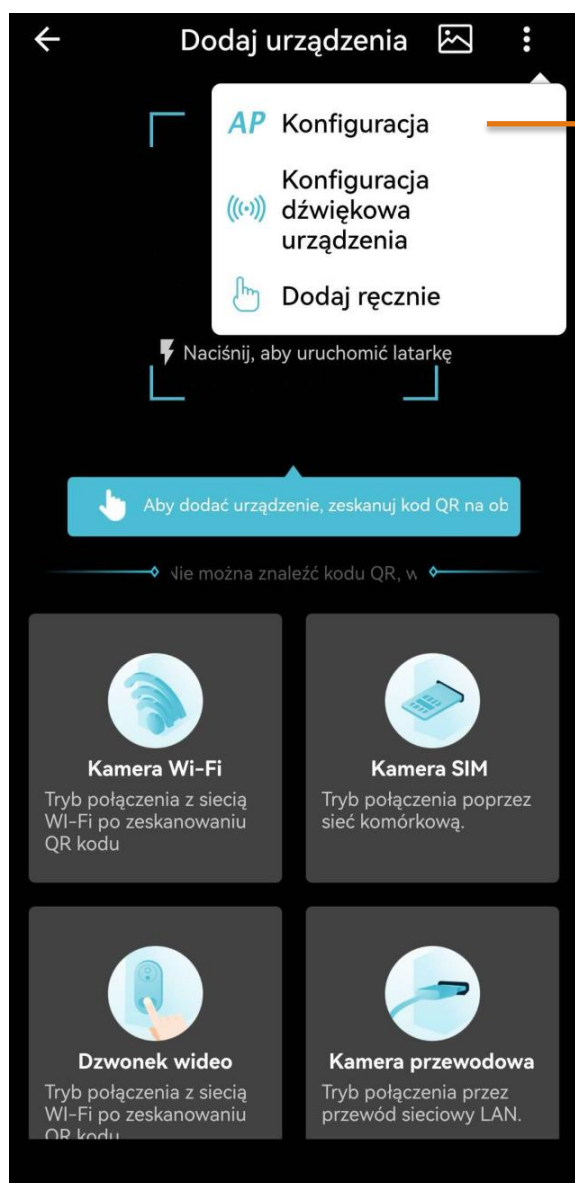 Dodaj urządzenia
AP Konfiguracja
Konfiguracja
dźwiękowa
urządzenia
Dodaj ręcznie
Naciśnij, aby uruchomić latarkę
Aby dodać urządzenie, zeskanuj kod QR na ob
Nie można znaleźć kodu QR, w
Kamera Wi-Fi
Tryb połączenia z siecią
WI-Fi po zeskanowaniu
QR kodu
Kamera SIM
Tryb połączenia poprzez
sieć komórkową.
Dzwonek wideo
Tryb połączenia z siecią
WI-Fi po zeskanowaniu
QR kodu
Kamera przewodowa
Tryb połączenia przez
przewód sieciowy LAN.